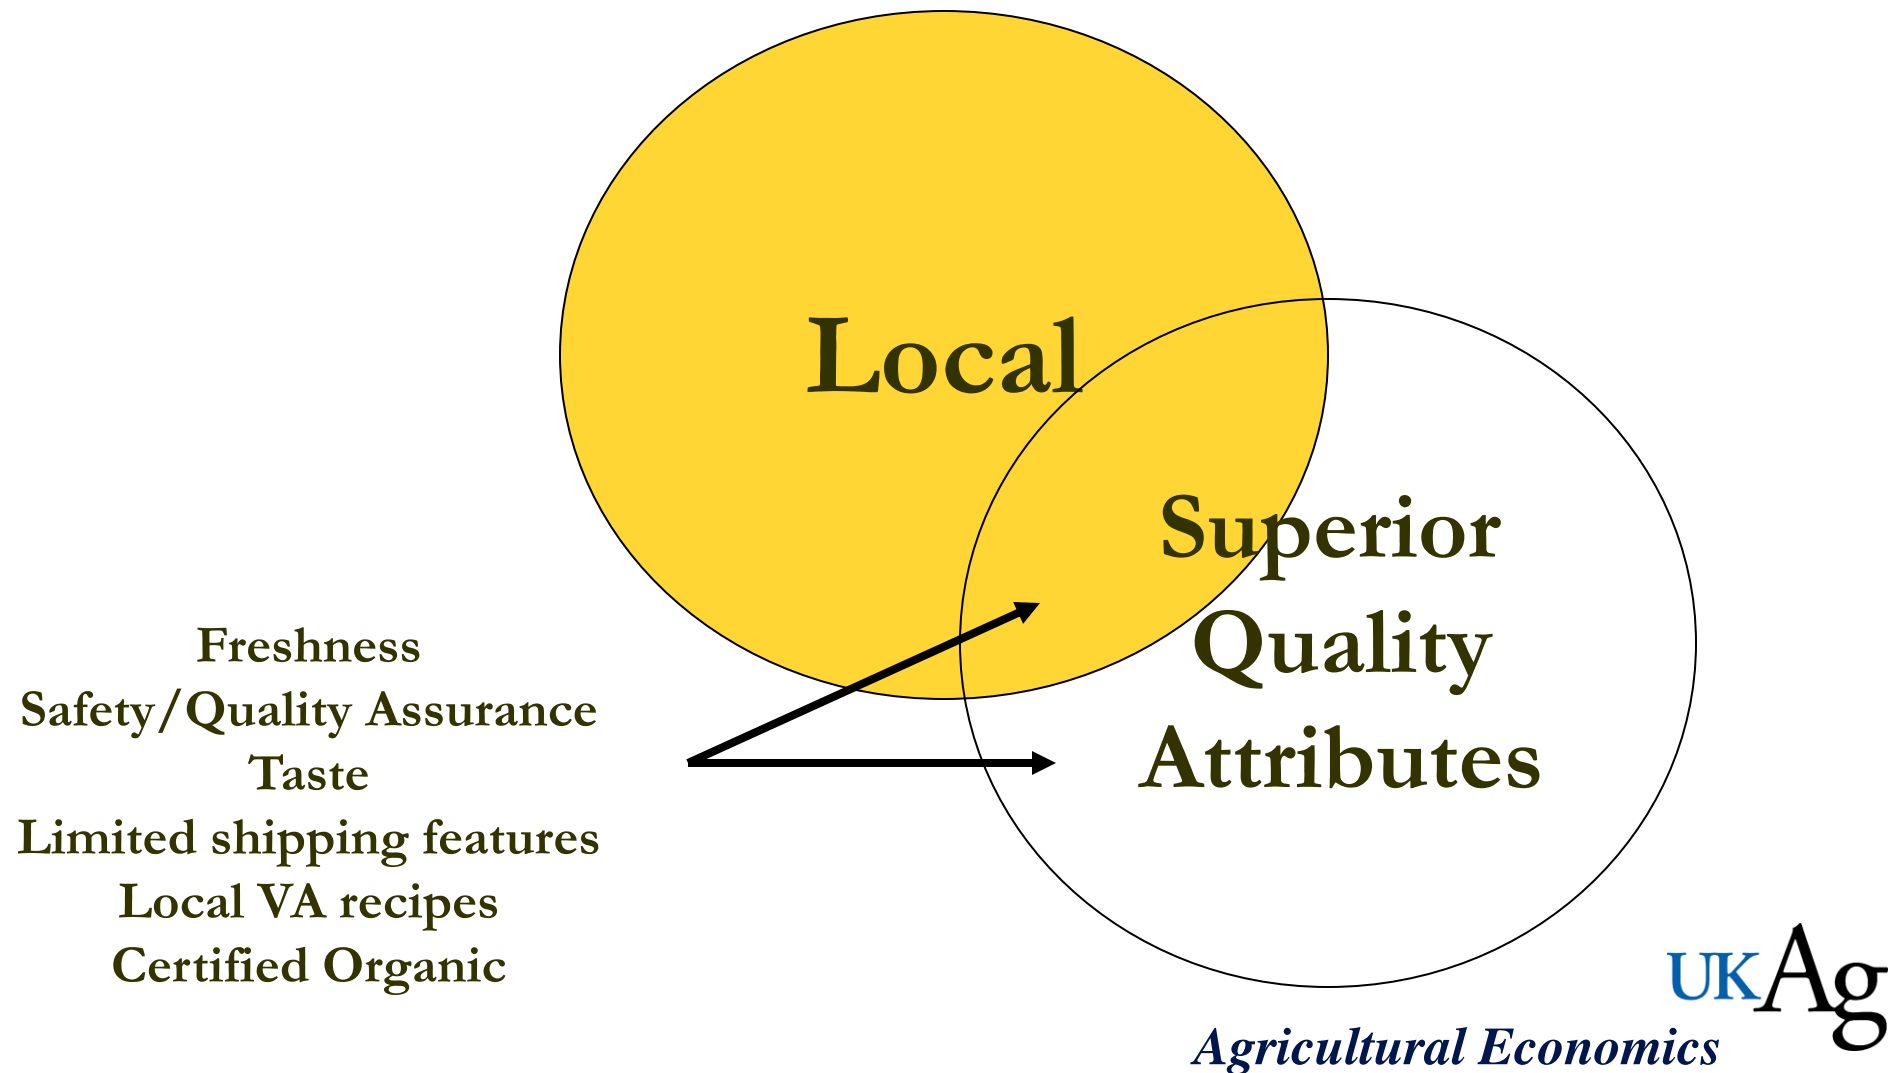 Local
Superior
Quality
Attributes
Freshness
Safety/Quality Assurance
Taste
Limited shipping features
Local VA recipes
Certified Organic
UKAg
Agricultural Economics